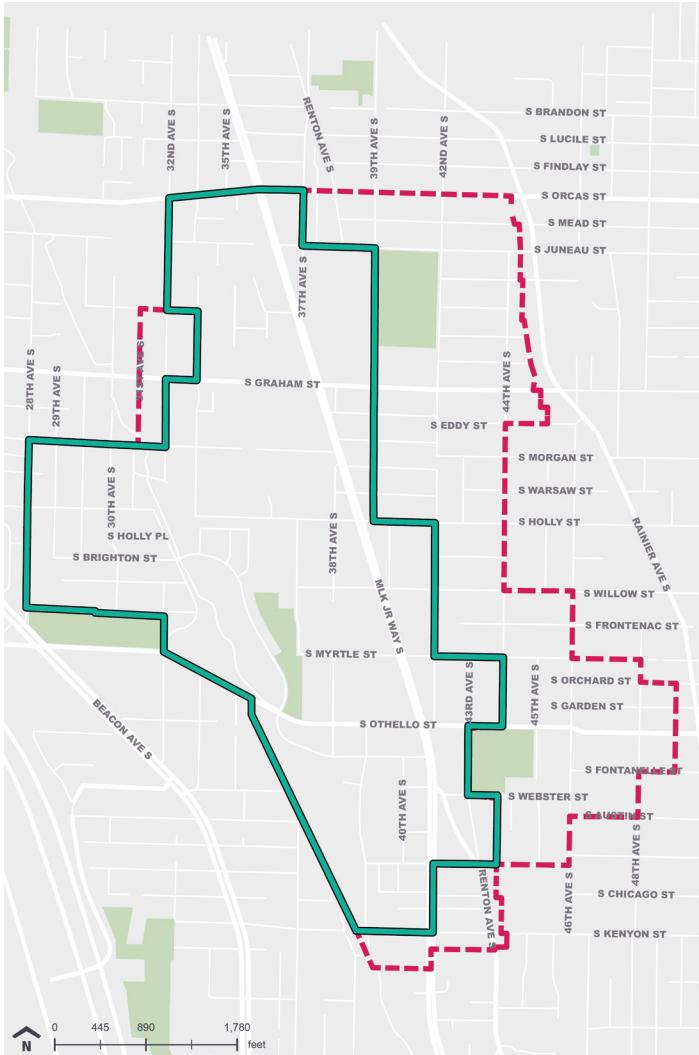 S BRANDON ST
32ND AVE S
35TH AVE S
RENTON AVE S
39TH AVE S
42ND AVE S
S LUCILE ST
S FINDLAY ST
S ORCAS ST
S MEAD ST
S JUNEAU ST
37TH AVE S
28TH AVE S
29TH AVE S
S GRAHAM ST
44TH AVE S
S EDDY ST
S MORGAN ST
30TH AVE S
S WARSAW ST
S HOLLY ST
S HOLLY PL
S BRIGHTON ST
38TH AVE S
RAINIER AVE S
MLK JR WAY S
S WILLOW ST
S FRONTENAC ST
S MYRTLE ST
43RD AVE S
45TH AVE S
S ORCHARD ST
S GARDEN ST
BEACON AVE S
S OTHELLO ST
S FONTANELLE ST
40TH AVE S
S WEBSTER ST
S AUSTIN ST
48TH AVE S
RENTON AVE S
46TH AVE S
S CHICAGO ST
S KENYON ST
N
0 445 890 1,780
feet